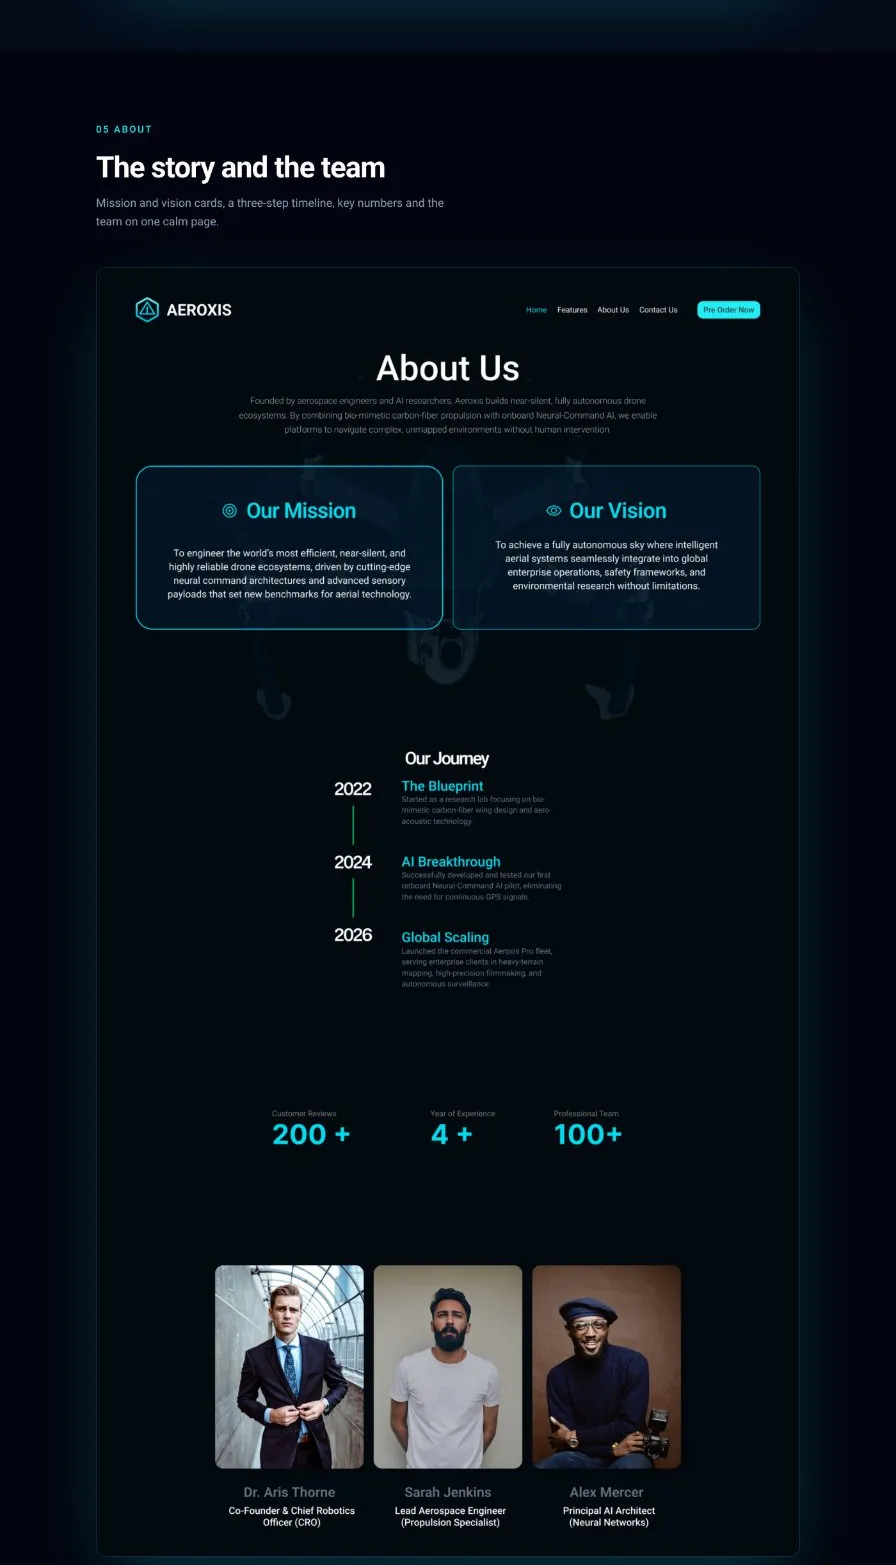 05 ABOUT
The story and the team
Mission and vision cards, a three-step timeline, key numbers and the
team on one calm page.
AEROXIS
Home Features About Us Contact Us Pre Order Now
About Us
Founded by aerospace engineers and AI researchers, Aeroxis builds near-silent, fully autonomous drone
ecosystems. By combining bio-mimetic carbon-fiber propulsion with onboard Neural-Command AI, we enable
platforms to navigate complex, unmapped environments without human intervention.
Our Mission
To engineer the world's most efficient, near-silent, and
highly reliable drone ecosystems, driven by cutting-edge
neural command architectures and advanced sensory
payloads that set new benchmarks for aerial technology.
Our Vision
To achieve a fully autonomous sky where intelligent
aerial systems seamlessly integrate into global
enterprise operations, safety frameworks, and
environmental research without limitations.
Our Journey
2022
The Blueprint
Started as a research lab focusing on bio-
mimetic carbon-fiber wing design and aero-
acoustic technology.
2024
AI Breakthrough
Successfully developed and tested our first
onboard Neural-Command AI pilot, eliminating
the need for continuous GPS signals.
2026
Global Scaling
Launched the commercial Aeroxis Pro fleet,
serving enterprise clients in heavy-terrain
mapping, high-precision filmmaking, and
autonomous surveillance.
Customer Reviews
200 +
Year of Experience
4 +
Professional Team
100+
Dr. Aris Thorne
Co-Founder & Chief Robotics
Officer (CRO)
Sarah Jenkins
Lead Aerospace Engineer
(Propulsion Specialist)
Alex Mercer
Principal AI Architect
(Neural Networks)